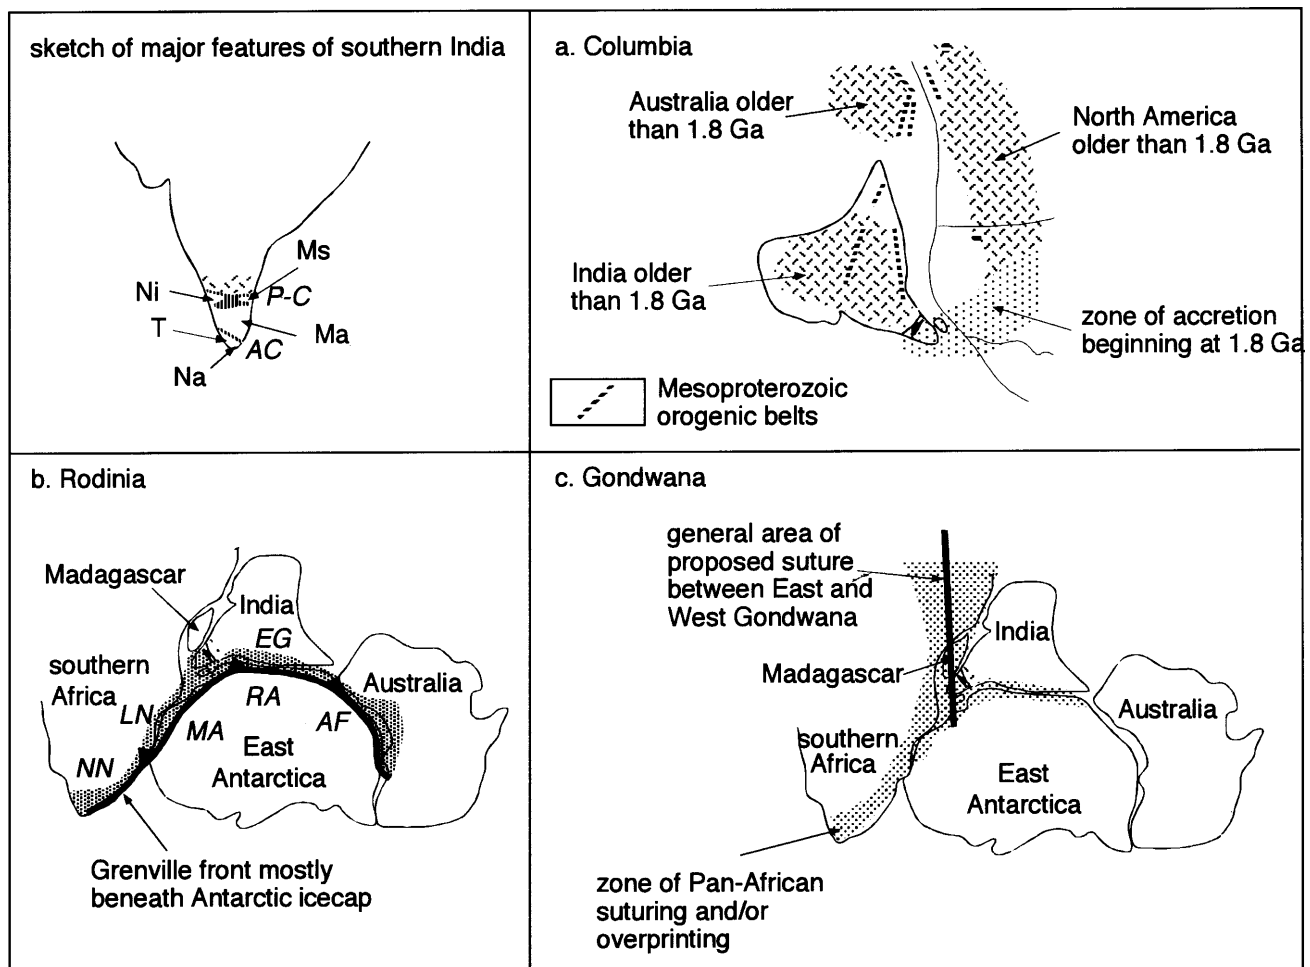 sketch of major features of southern India
Ms
Ni
P-C
T
Ma
AC
Na
a. Columbia
Australia older
than 1.8 Ga
North America
older than 1.8 Ga
India older
than 1.8 Ga
zone of accretion
beginning at 1.8 Ga
Mesoproterozoic
orogenic belts
b. Rodinia
Madagascar
India
EG
southern
Africa
Australia
LN
RA
MA
AF
East
Antarctica
NN
Grenville front mostly
beneath Antarctic icecap
c. Gondwana
general area of
proposed suture
between East and
West Gondwana
India
Madagascar
Australia
southern
Africa
East
Antarctica
zone of Pan-African
suturing and/or
overprinting